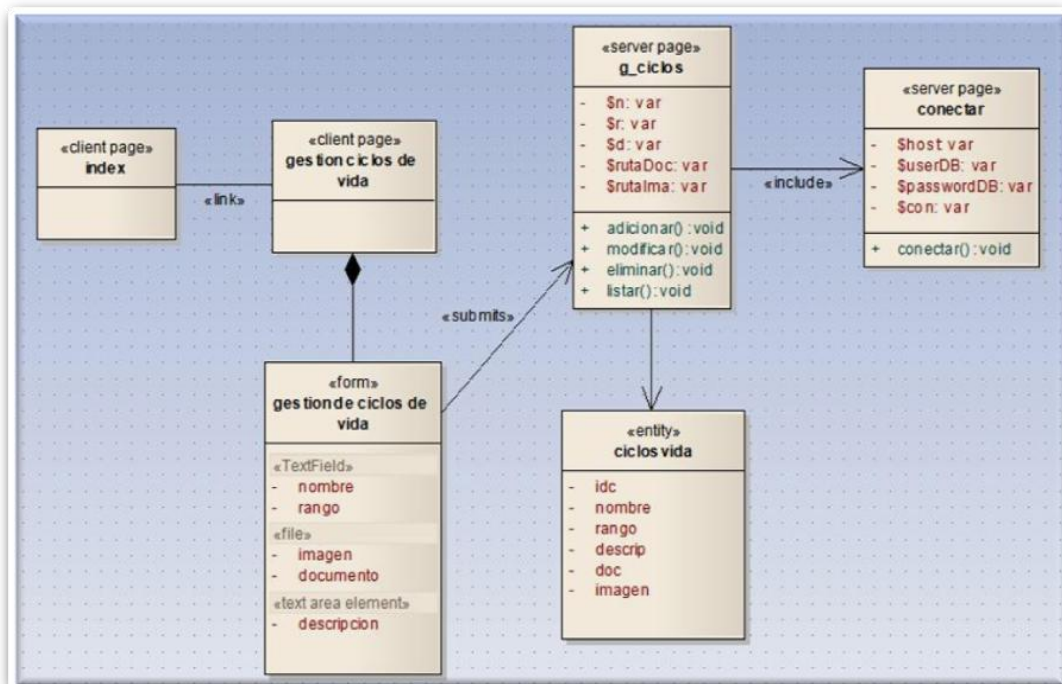 «client page»
index
«link»
«client page»
gestion ciclos de
vida
«form»
gestion de ciclos de
vida
«TextField»
- nombre
- rango
«file»
- imagen
- documento
«text area element»
- descripcion
«submits»
«server page»
g_ciclos
- $n: var
- $r: var
- $d: var
- $rutaDoc: var
- $rutaIma: var
+ adicionar() : void
+ modificar() : void
+ eliminar() : void
+ listar() : void
«include»
«server page»
conectar
- $host: var
- $userDB: var
- $passwordDB: var
- $con: var
+ conectar() : void
«entity»
ciclos vida
- idc
- nombre
- rango
- descrip
- doc
- imagen